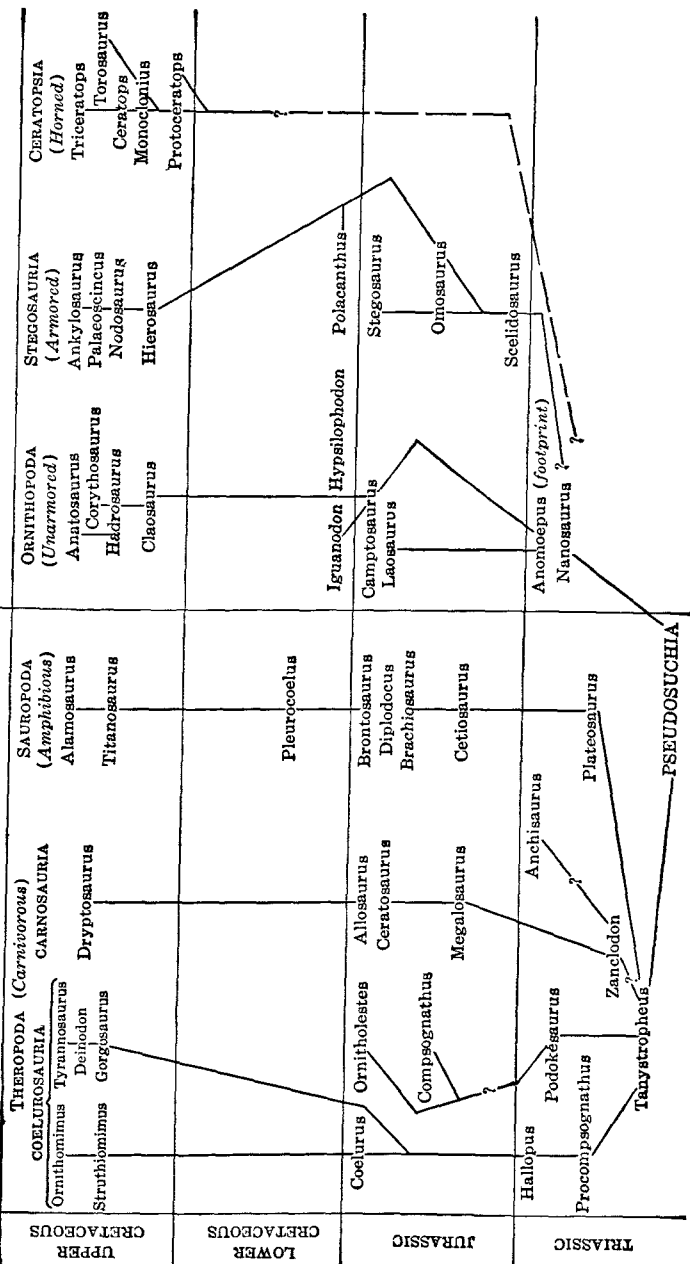 THEROPODA (Carnivorous)
COELUROSAURIA
Ornithomimus Tyrannosaurus
Deinodon
Struthiomimus Gorgosaurus
CARNOSAURIA
Dryptosaurus
SAUROPODA
(Amphibious)
Alamosaurus
Titanosaurus
ORNITHOPODA
(Unarmored)
Anatosaurus
Corythosaurus
Hadrosaurus
Claosaurus
STEGOSAURIA
(Armored)
Ankylosaurus
Palaeoscincus
Nodosaurus
Hierosaurus
CERATOPSIA
(Horned)
Triceratops
Torosaurus
Ceratops
Monoclonius
Protoceratops
UPPER
CRETACEOUS
Pleurocoelus
?
LOWER
CRETACEOUS
Coelurus
Ornitholestes
Compsognathus
?
Allosaurus
Ceratosaurus
Megalosaurus
Brontosaurus
Diplodocus
Brachiosaurus
Cetiosaurus
Iguanodon Hypsilophodon
Camptosaurus
Laosaurus
Polacanthus
Stegosaurus
Omosaurus
Scelidosaurus
JURASSIC
Hallopus
Podokesaurus
Procompsognathus
Anchisaurus
?
Zanclodon
?
Tanystropheus
Plateosaurus
Anomoepus (footprint)
Nanosaurus
?
?
PSEUDOSUCHIA
TRIASSIC